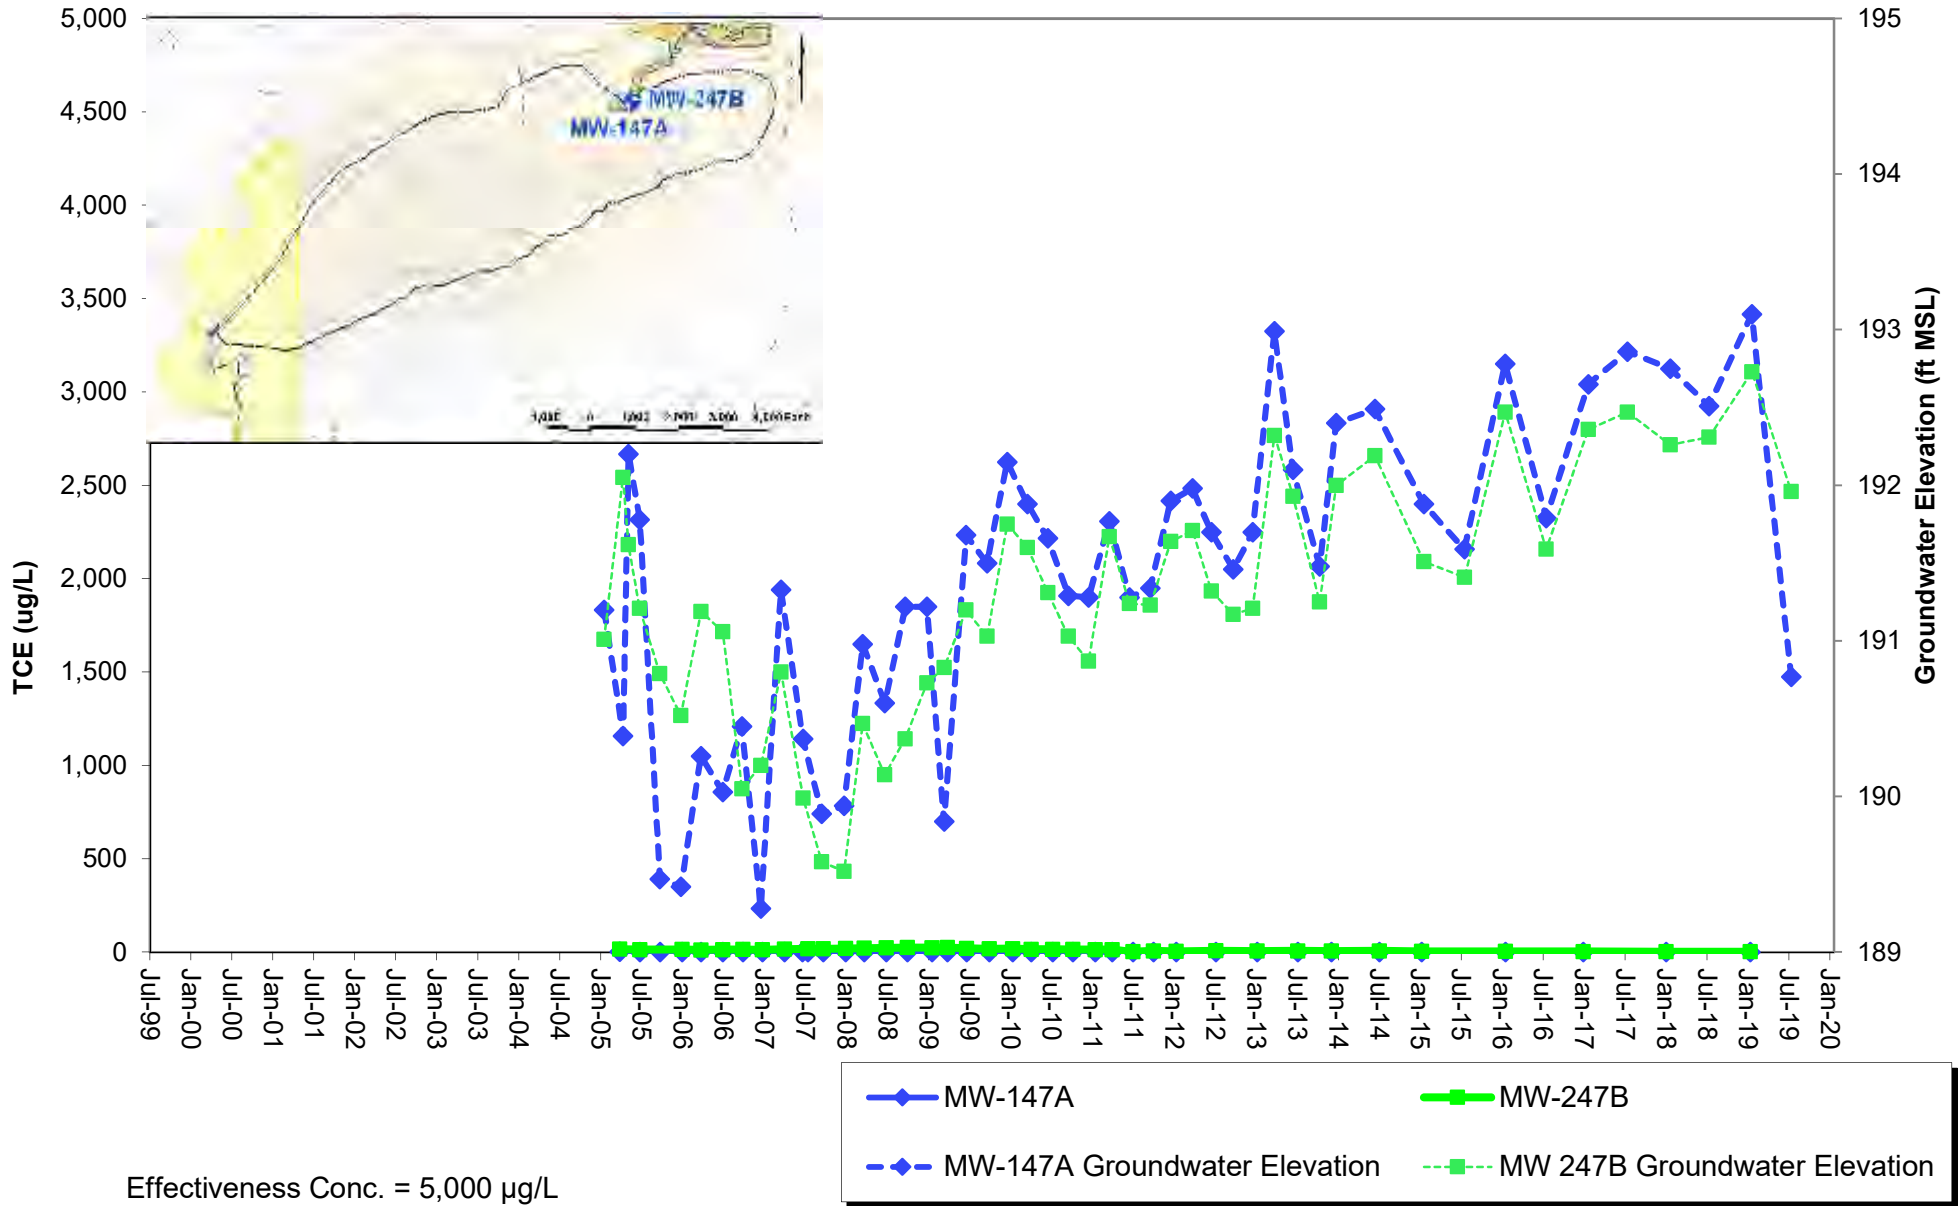 5,000
4,500
4,000
3,500
3,000
2,500
2,000
1,500
1,000
500
0
TCE (ug/L)
MW-247B
MW-147A
195
194
193
192
191
190
189
Groundwater Elevation (ft MSL)
Jul-99
Jan-00
Jul-00
Jan-01
Jul-01
Jan-02
Jul-02
Jan-03
Jul-03
Jan-04
Jul-04
Jan-05
Jul-05
Jan-06
Jul-06
Jan-07
Jul-07
Jan-08
Jul-08
Jan-09
Jul-09
Jan-10
Jul-10
Jan-11
Jul-11
Jan-12
Jul-12
Jan-13
Jul-13
Jan-14
Jul-14
Jan-15
Jul-15
Jan-16
Jul-16
Jan-17
Jul-17
Jan-18
Jul-18
Jan-19
Jul-19
Jan-20
MW-147A
MW-247B
MW-147A Groundwater Elevation
MW 247B Groundwater Elevation
Effectiveness Conc. = 5,000 µg/L